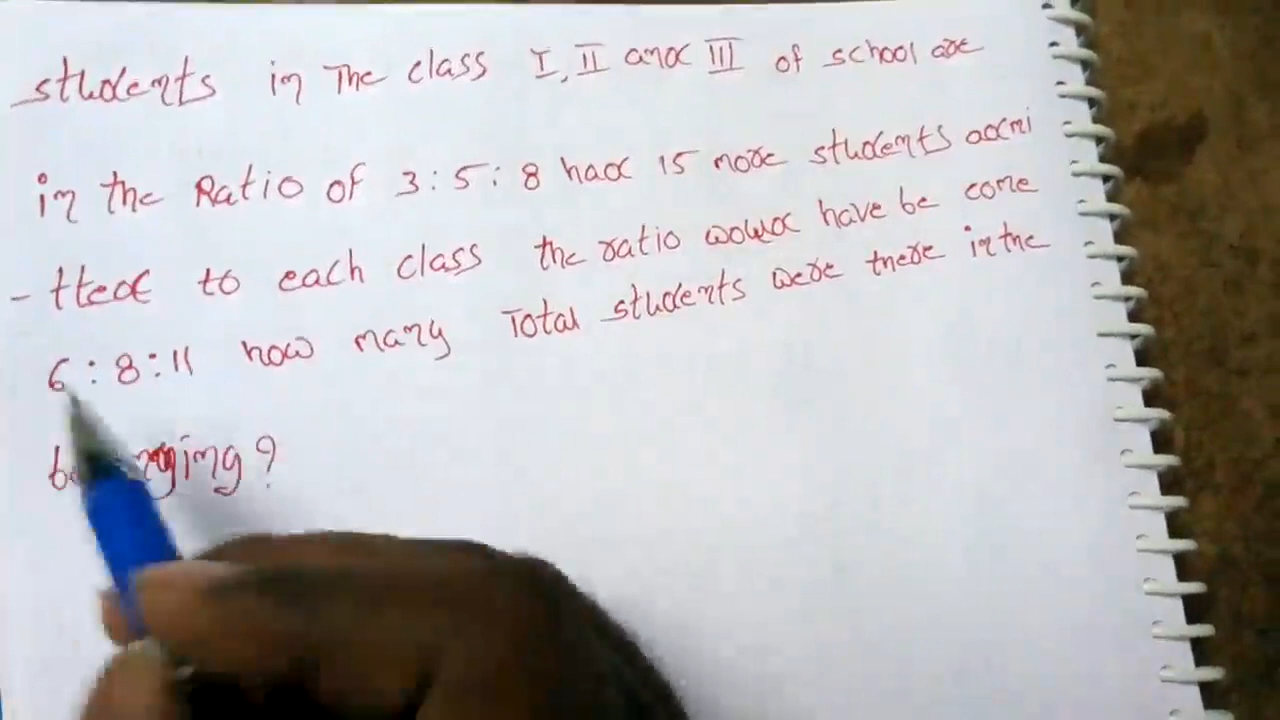 students in The class I, II and III of school are
in the Ratio of 3:5:8 had 15 more students admi
- tted to each class the ratio would have be come
6:8:11 how many Total students were there in the
?